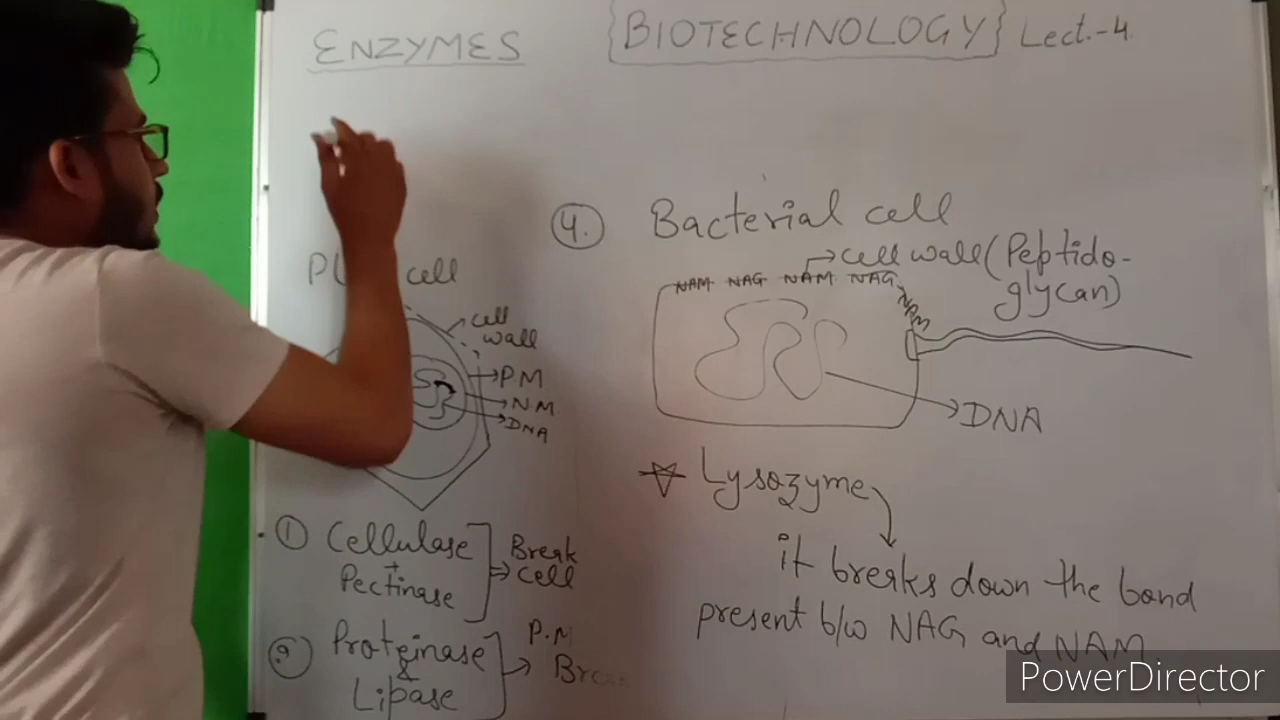 ENZYMES
{BIOTECHNOLOGY} Lect.-4
cell
cell
wall
P.M
N.M
DNA
① Cellulase
+
Pectinase
Break
cell
② Proteinase
&
Lipase
P.M
Break
4. Bacterial cell
cell wall (Peptido-
glycan)
NAM NAG NAM NAG
NAM
DNA
Lysozyme
it breaks down the bond
present b/w NAG and NAM
PowerDirector